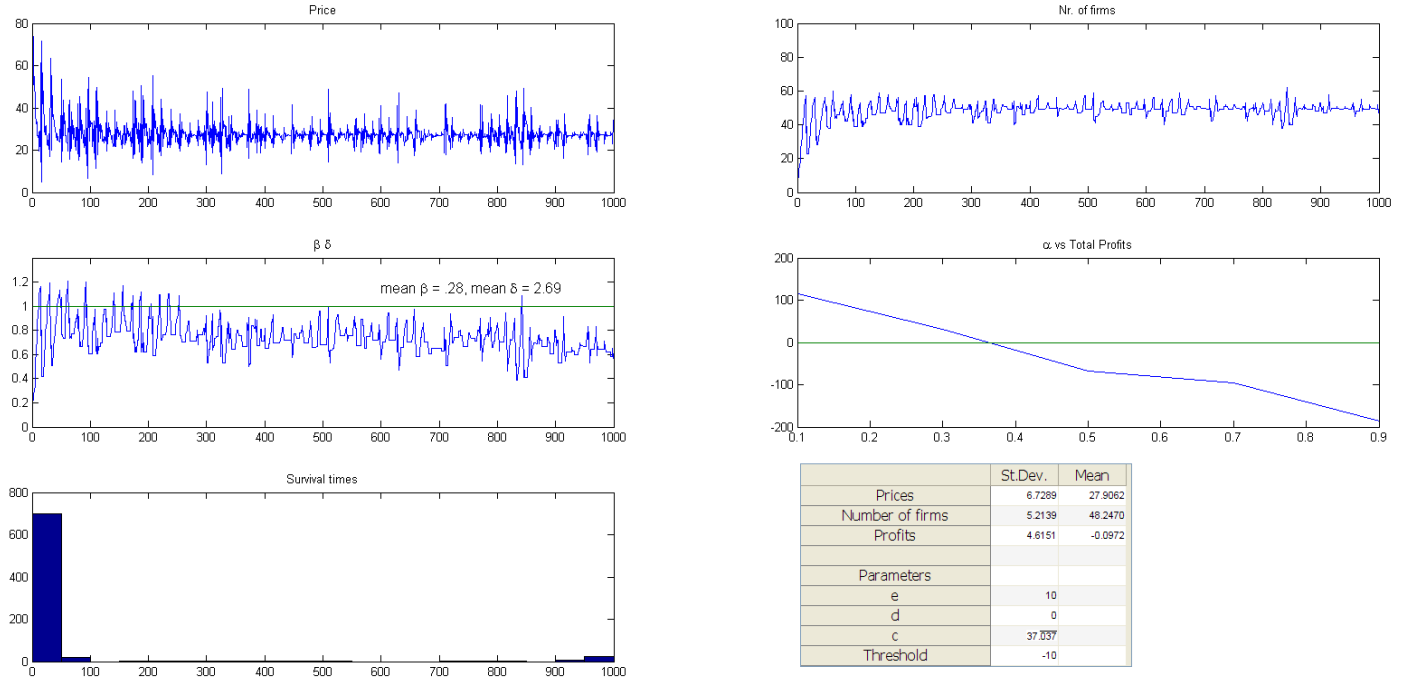 Price
80
60
40
20
0
0 100 200 300 400 500 600 700 800 900 1000
Nr. of firms
100
80
60
40
20
0
0 100 200 300 400 500 600 700 800 900 1000
β δ
mean β = .28, mean δ = 2.69
1.2
1
0.8
0.6
0.4
0.2
0
0 100 200 300 400 500 600 700 800 900 1000
α vs Total Profits
200
100
0
-100
-200
0.1 0.2 0.3 0.4 0.5 0.6 0.7 0.8 0.9
Survival times
800
600
400
200
0
0 100 200 300 400 500 600 700 800 900 1000
St.Dev. Mean
Prices 6.7289 27.9062
Number of firms 5.2139 48.2470
Profits 4.6151 -0.0972
Parameters
e 10
d 0
c 37.037
Threshold -10